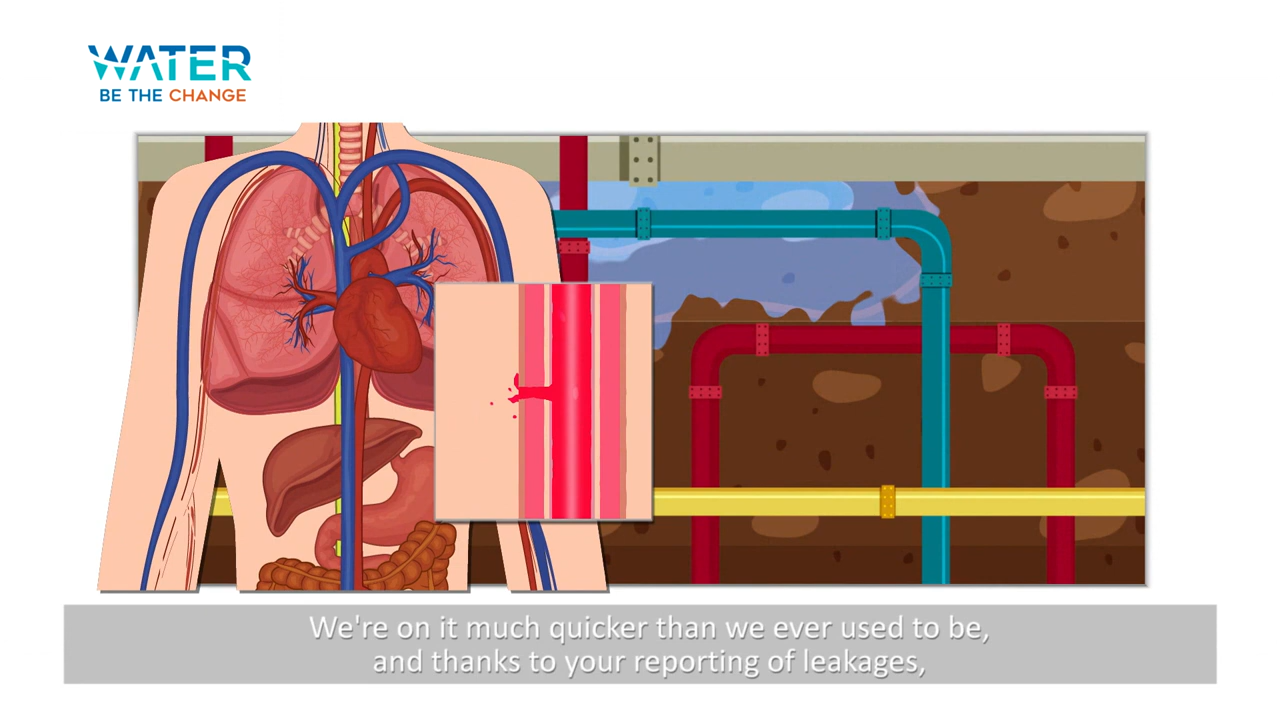 WATER
BE THE CHANGE
We're on it much quicker than we ever used to be,
and thanks to your reporting of leakages,